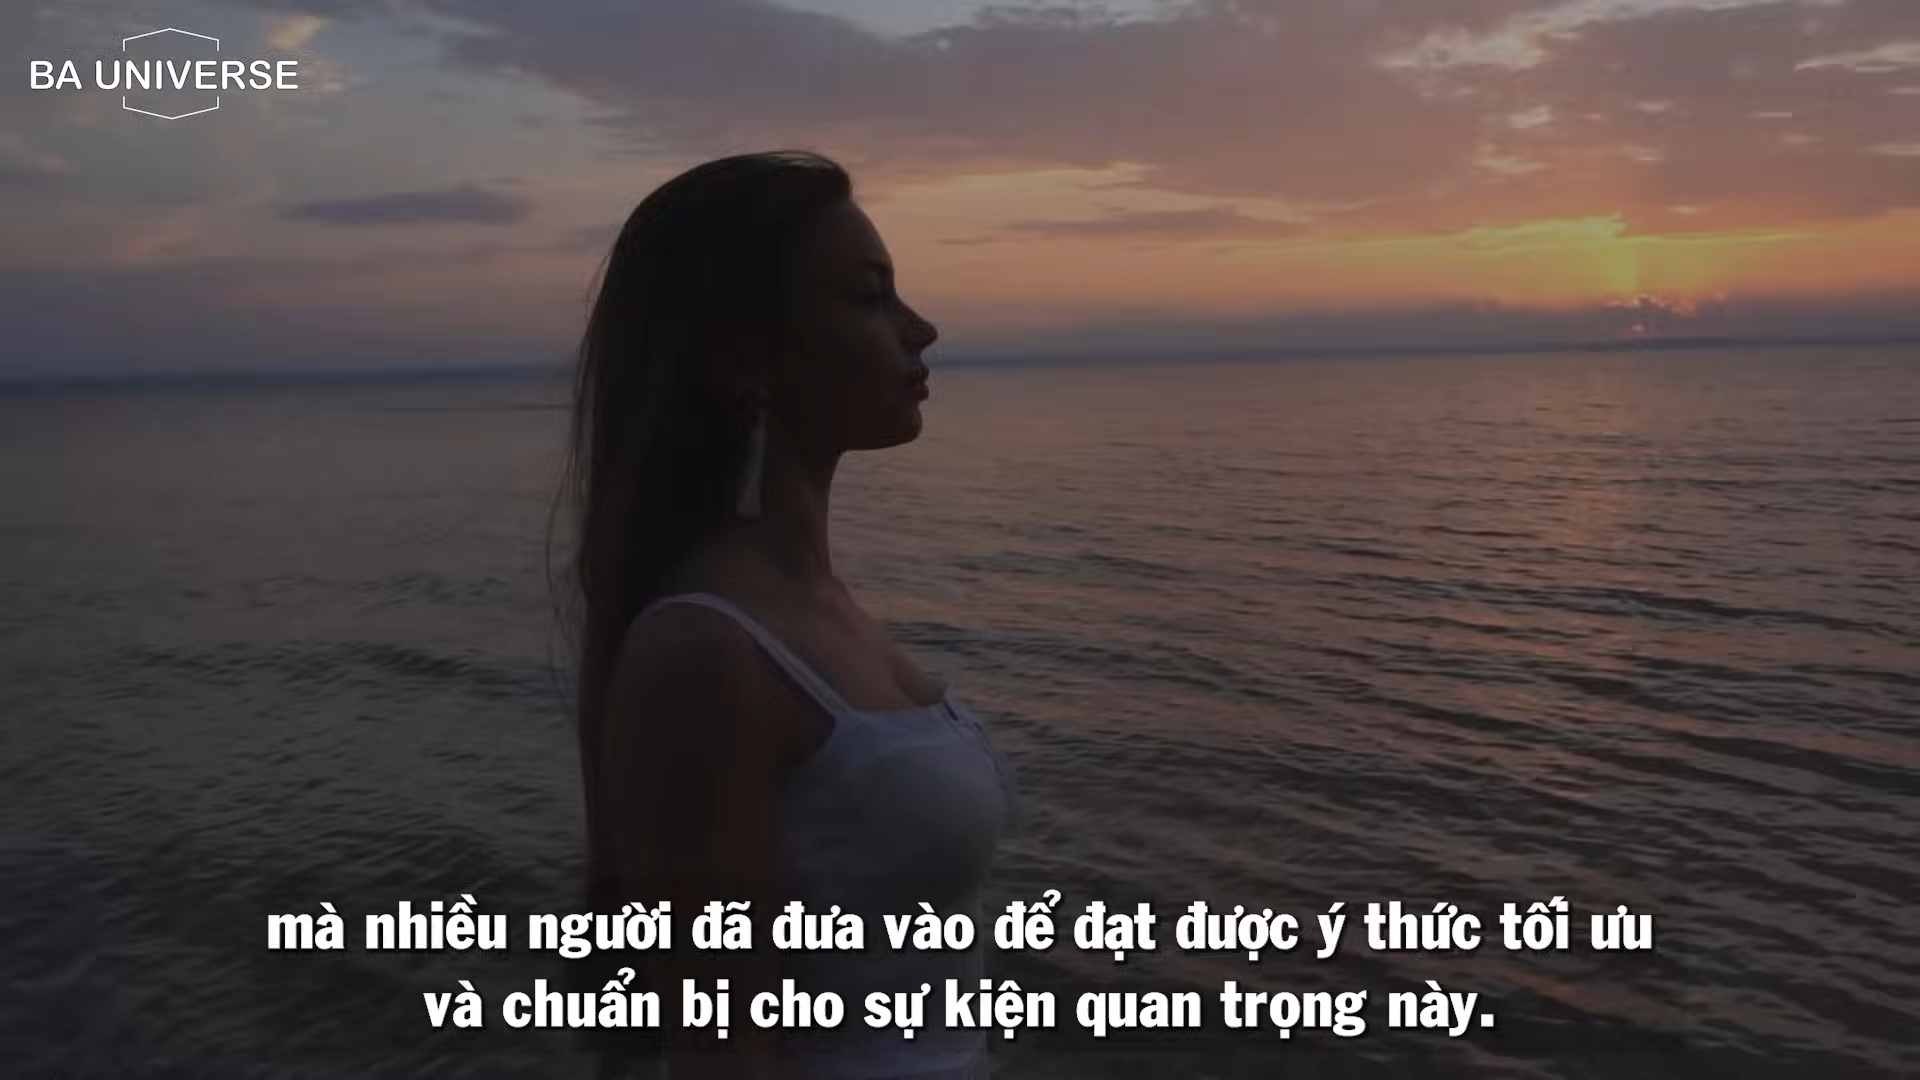 BA UNIVERSE
mà nhiều người đã đưa vào để đạt được ý thức tối ưu
và chuẩn bị cho sự kiện quan trọng này.